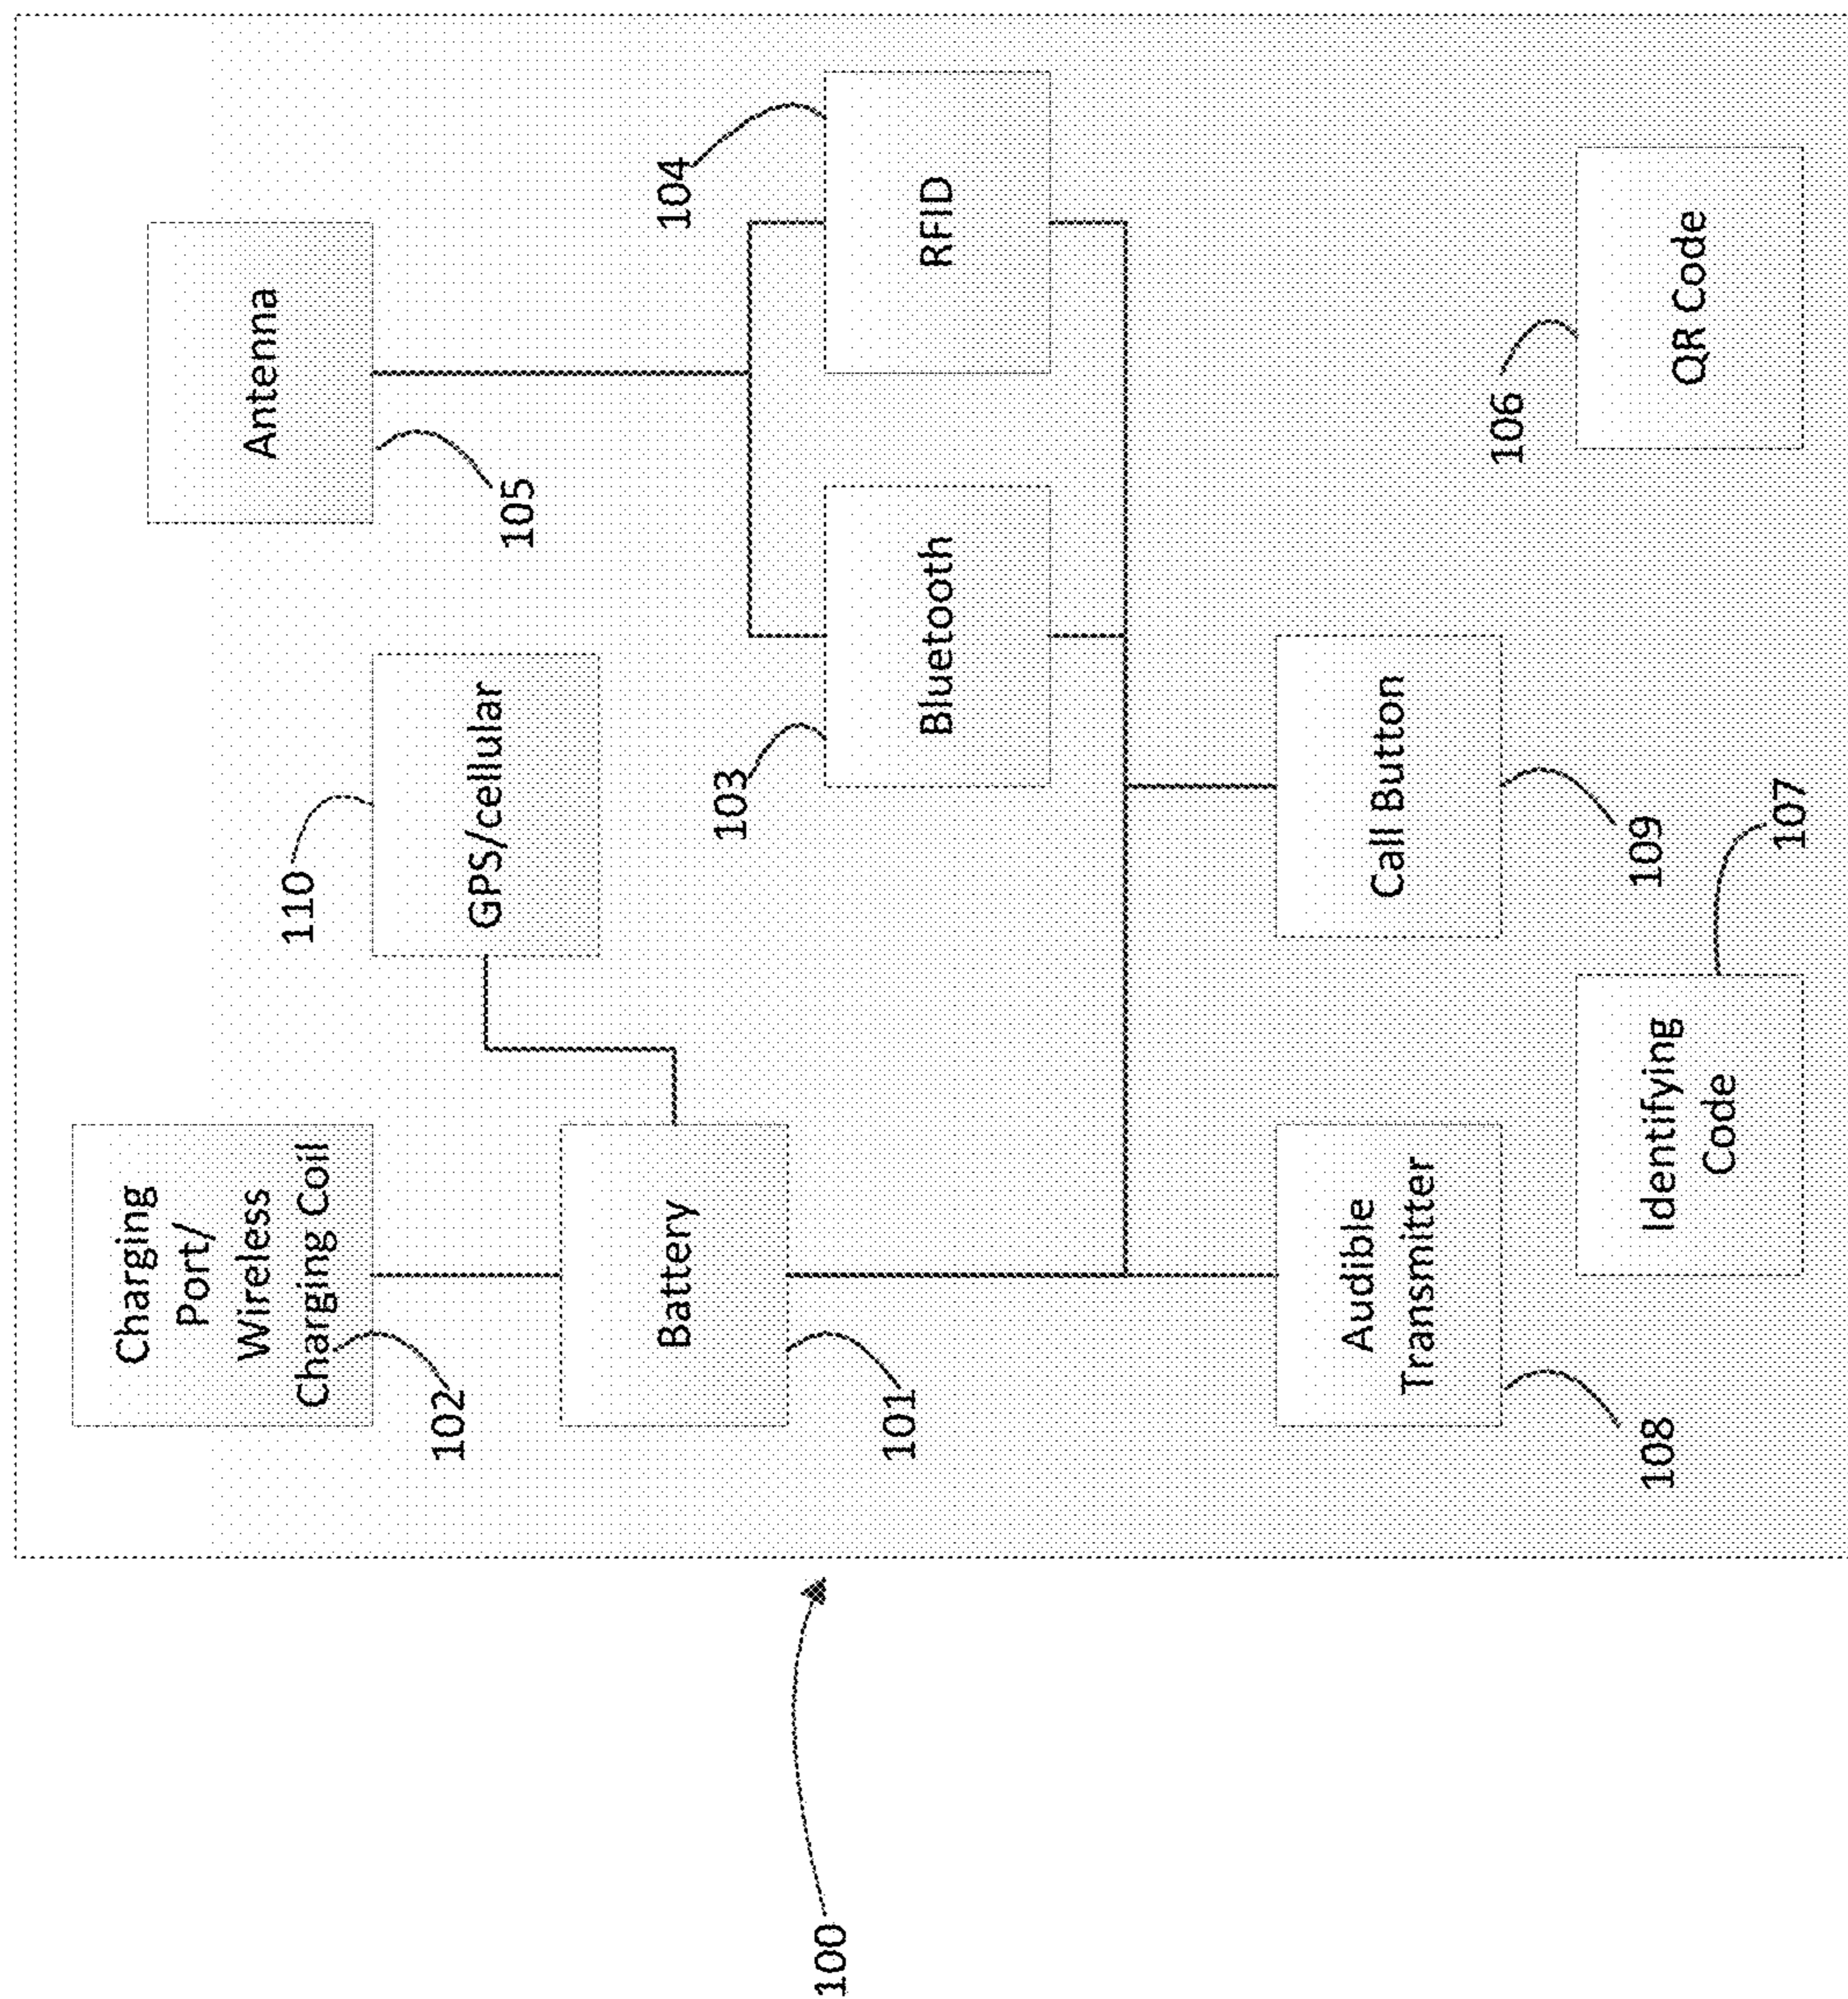 Charging
Port/
Wireless
Charging Coil
102
110
GPS/cellular
Antenna
105
Battery
101
103
Bluetooth
104
RFID
100
Audible
Transmitter
108
Call Button
109
106
QR Code
Identifying
Code
107